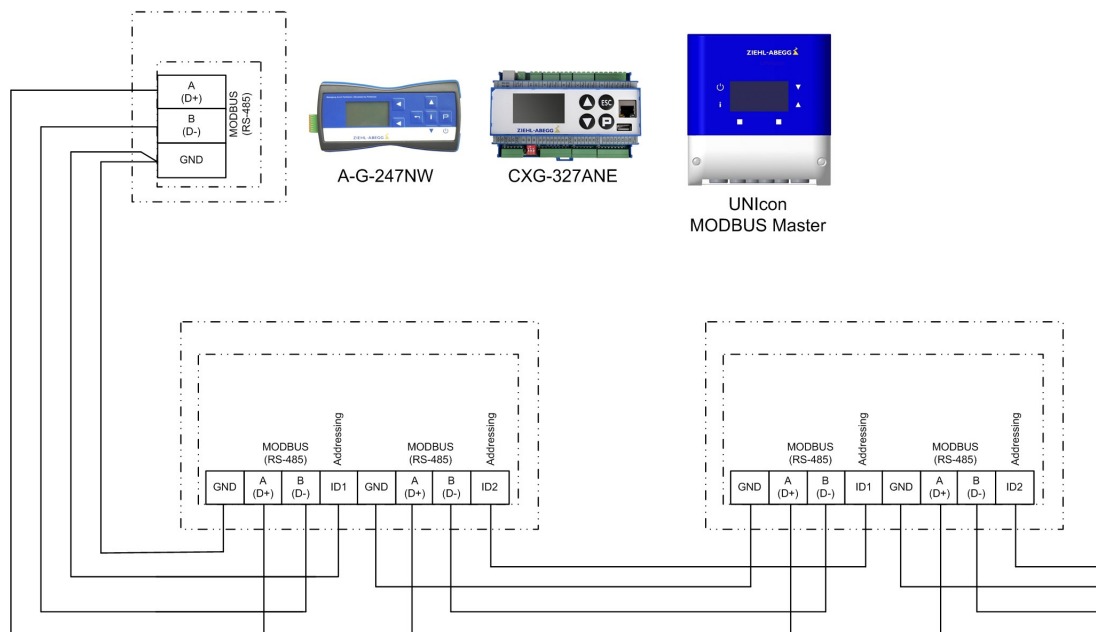 A
(D+)
B
(D-)
GND
MODBUS
(RS-485)
ZIEHL-ABEGG
A-G-247NW
ZIEHL-ABEGG
ESC
P
CXG-327ANE
ZIEHL-ABEGG
UNIcon
MODBUS Master
MODBUS
(RS-485)
Addressing
MODBUS
(RS-485)
Addressing
GND
A
(D+)
B
(D-)
ID1
GND
A
(D+)
B
(D-)
ID2
MODBUS
(RS-485)
Addressing
MODBUS
(RS-485)
Addressing
GND
A
(D+)
B
(D-)
ID1
GND
A
(D+)
B
(D-)
ID2